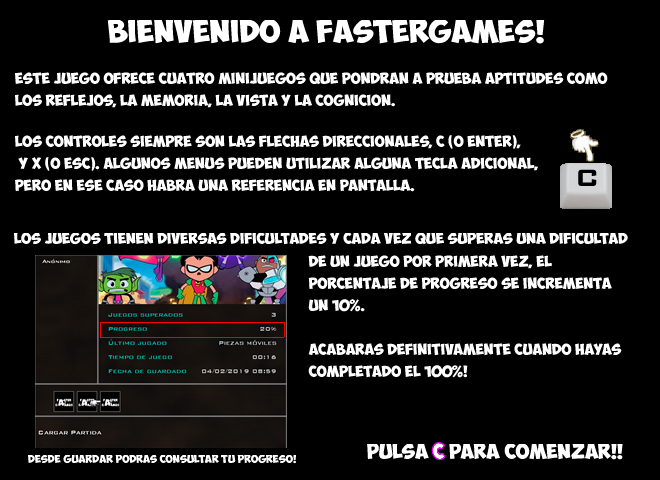 BIENVENIDO A FASTERGAMES!
ESTE JUEGO OFRECE CUATRO MINIJUEGOS QUE PONDRAN A PRUEBA APTITUDES COMO
LOS REFLEJOS, LA MEMORIA, LA VISTA Y LA COGNICION.
LOS CONTROLES SIEMPRE SON LAS FLECHAS DIRECCIONALES, C (O ENTER),
Y X (O ESC). ALGUNOS MENUS PUEDEN UTILIZAR ALGUNA TECLA ADICIONAL,
PERO EN ESE CASO HABRA UNA REFERENCIA EN PANTALLA.
C
LOS JUEGOS TIENEN DIVERSAS DIFICULTADES Y CADA VEZ QUE SUPERAS UNA DIFICULTAD
DE UN JUEGO POR PRIMERA VEZ, EL
PORCENTAJE DE PROGRESO SE INCREMENTA
UN 10%.
ACABARAS DEFINITIVAMENTE CUANDO HAYAS
COMPLETADO EL 100%!
Anónimo
Juegos superados 3
Progreso 20%
Último jugado Piezas móviles
Tiempo de juego 00:16
Fecha de guardado 04/02/2019 08:59
Cargar Partida
DESDE GUARDAR PODRAS CONSULTAR TU PROGRESO!
PULSA C PARA COMENZAR!!